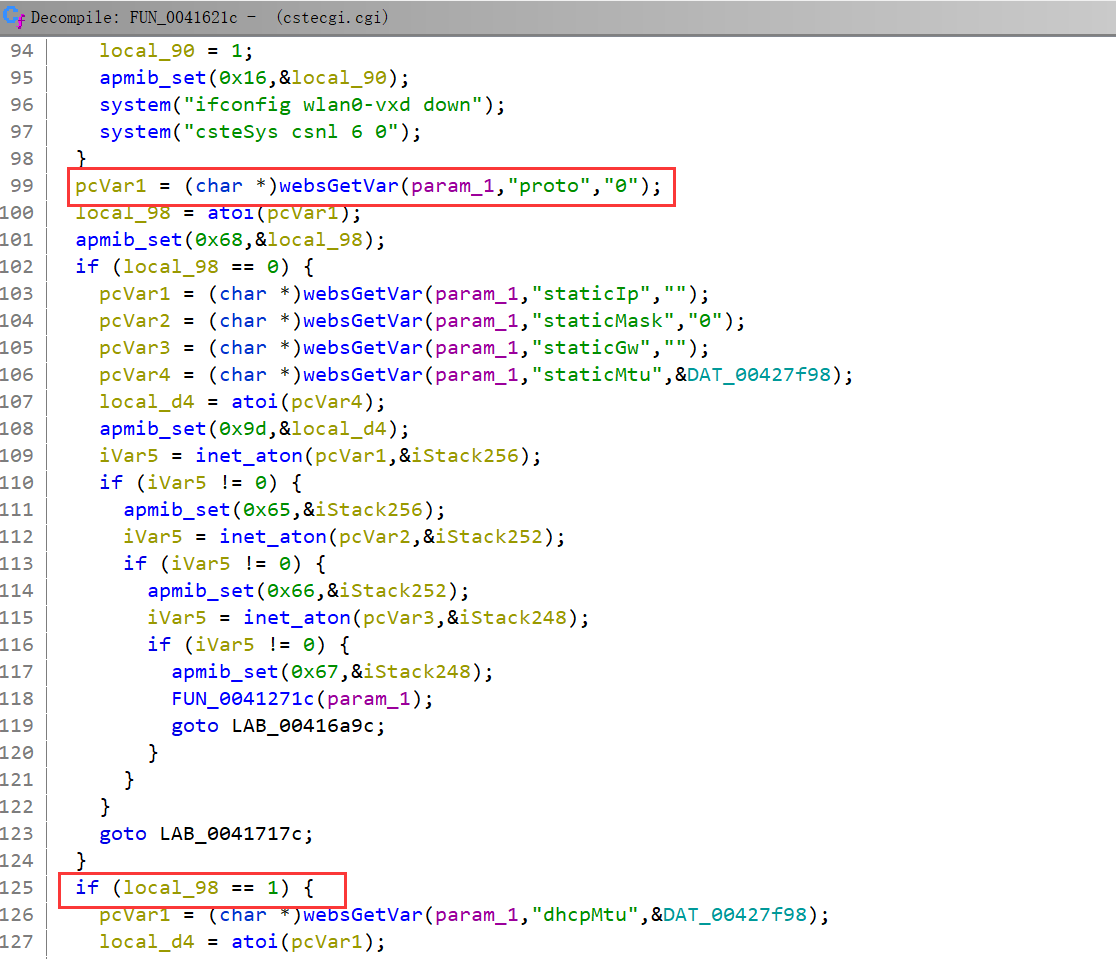 Decompile: FUN_0041621c - (cstecgi.cgi)
94 local_90 = 1;
95 apmib_set(0x16,&local_90);
96 system("ifconfig wlan0-vxd down");
97 system("csteSys csnl 6 0");
98 }
99 pcVar1 = (char *)websGetVar(param_1,"proto","0");
100 local_98 = atoi(pcVar1);
101 apmib_set(0x68,&local_98);
102 if (local_98 == 0) {
103 pcVar1 = (char *)websGetVar(param_1,"staticIp","");
104 pcVar2 = (char *)websGetVar(param_1,"staticMask","0");
105 pcVar3 = (char *)websGetVar(param_1,"staticGw","");
106 pcVar4 = (char *)websGetVar(param_1,"staticMtu",&DAT_00427f98);
107 local_d4 = atoi(pcVar4);
108 apmib_set(0x9d,&local_d4);
109 iVar5 = inet_aton(pcVar1,&iStack256);
110 if (iVar5 != 0) {
111 apmib_set(0x65,&iStack256);
112 iVar5 = inet_aton(pcVar2,&iStack252);
113 if (iVar5 != 0) {
114 apmib_set(0x66,&iStack252);
115 iVar5 = inet_aton(pcVar3,&iStack248);
116 if (iVar5 != 0) {
117 apmib_set(0x67,&iStack248);
118 FUN_0041271c(param_1);
119 goto LAB_00416a9c;
120 }
121 }
122 }
123 goto LAB_0041717c;
124 }
125 if (local_98 == 1) {
126 pcVar1 = (char *)websGetVar(param_1,"dhcpMtu",&DAT_00427f98);
127 local_d4 = atoi(pcVar1);